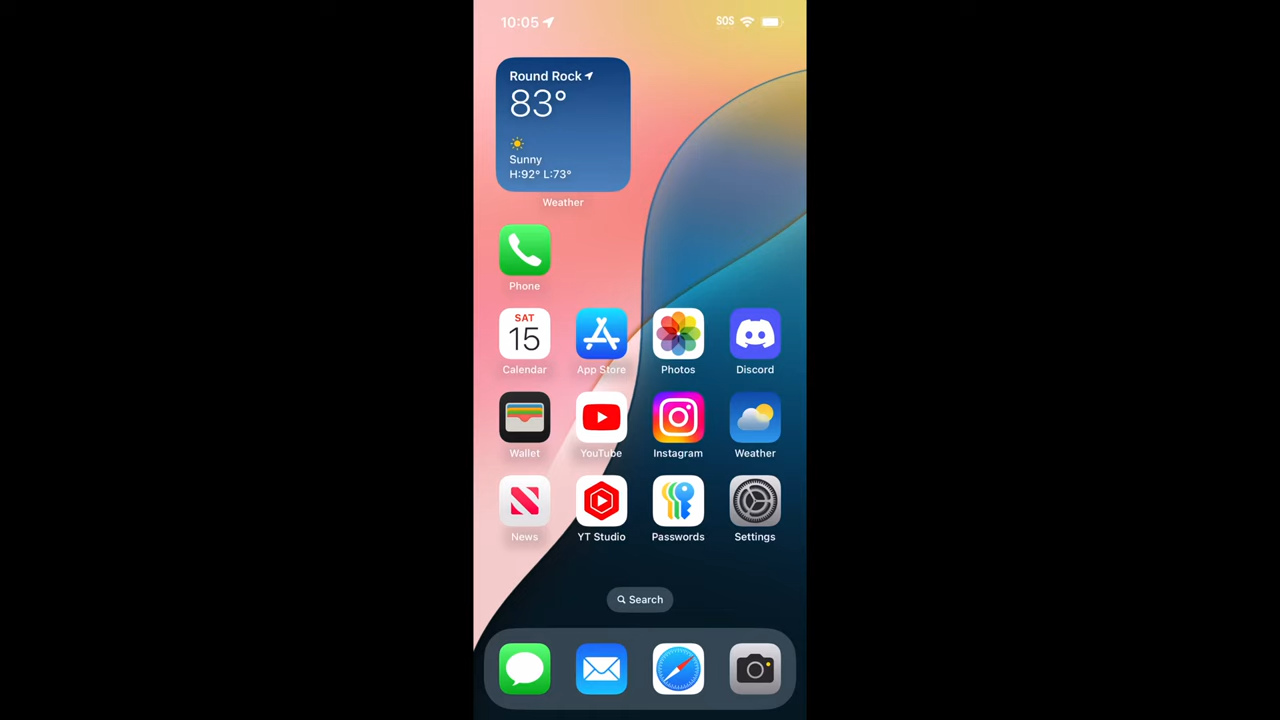 10:05 SOS
Round Rock
83°
Sunny
H:92° L:73°
Weather
Phone
SAT
15
Calendar App Store Photos Discord
Wallet YouTube Instagram Weather
News YT Studio Passwords Settings
Search